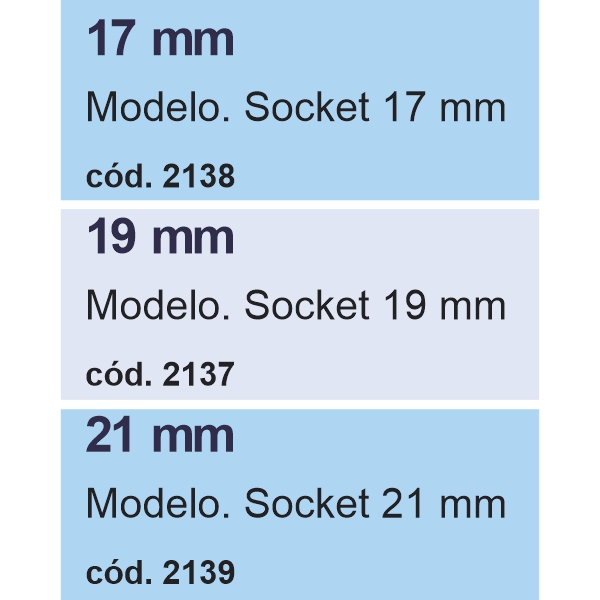 17 mm
Modelo. Socket 17 mm
cód. 2138
19 mm
Modelo. Socket 19 mm
cód. 2137
21 mm
Modelo. Socket 21 mm
cód. 2139